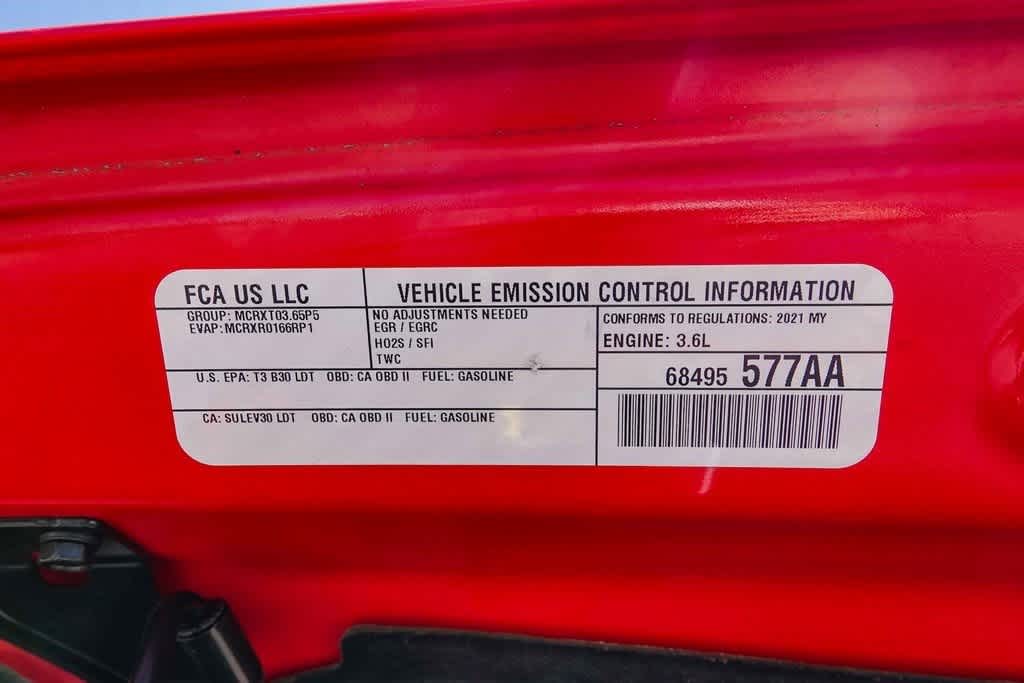 FCA US LLC
VEHICLE EMISSION CONTROL INFORMATION
GROUP: MCRXT03.65P5
EVAP: MCRXR0166RP1
NO ADJUSTMENTS NEEDED
EGR / EGRC
HO2S / SFI
TWC
CONFORMS TO REGULATIONS: 2021 MY
ENGINE: 3.6L
U.S. EPA: T3 B30 LDT OBD: CA OBD II FUEL: GASOLINE
68495 577AA
CA: SULEV30 LDT OBD: CA OBD II FUEL: GASOLINE